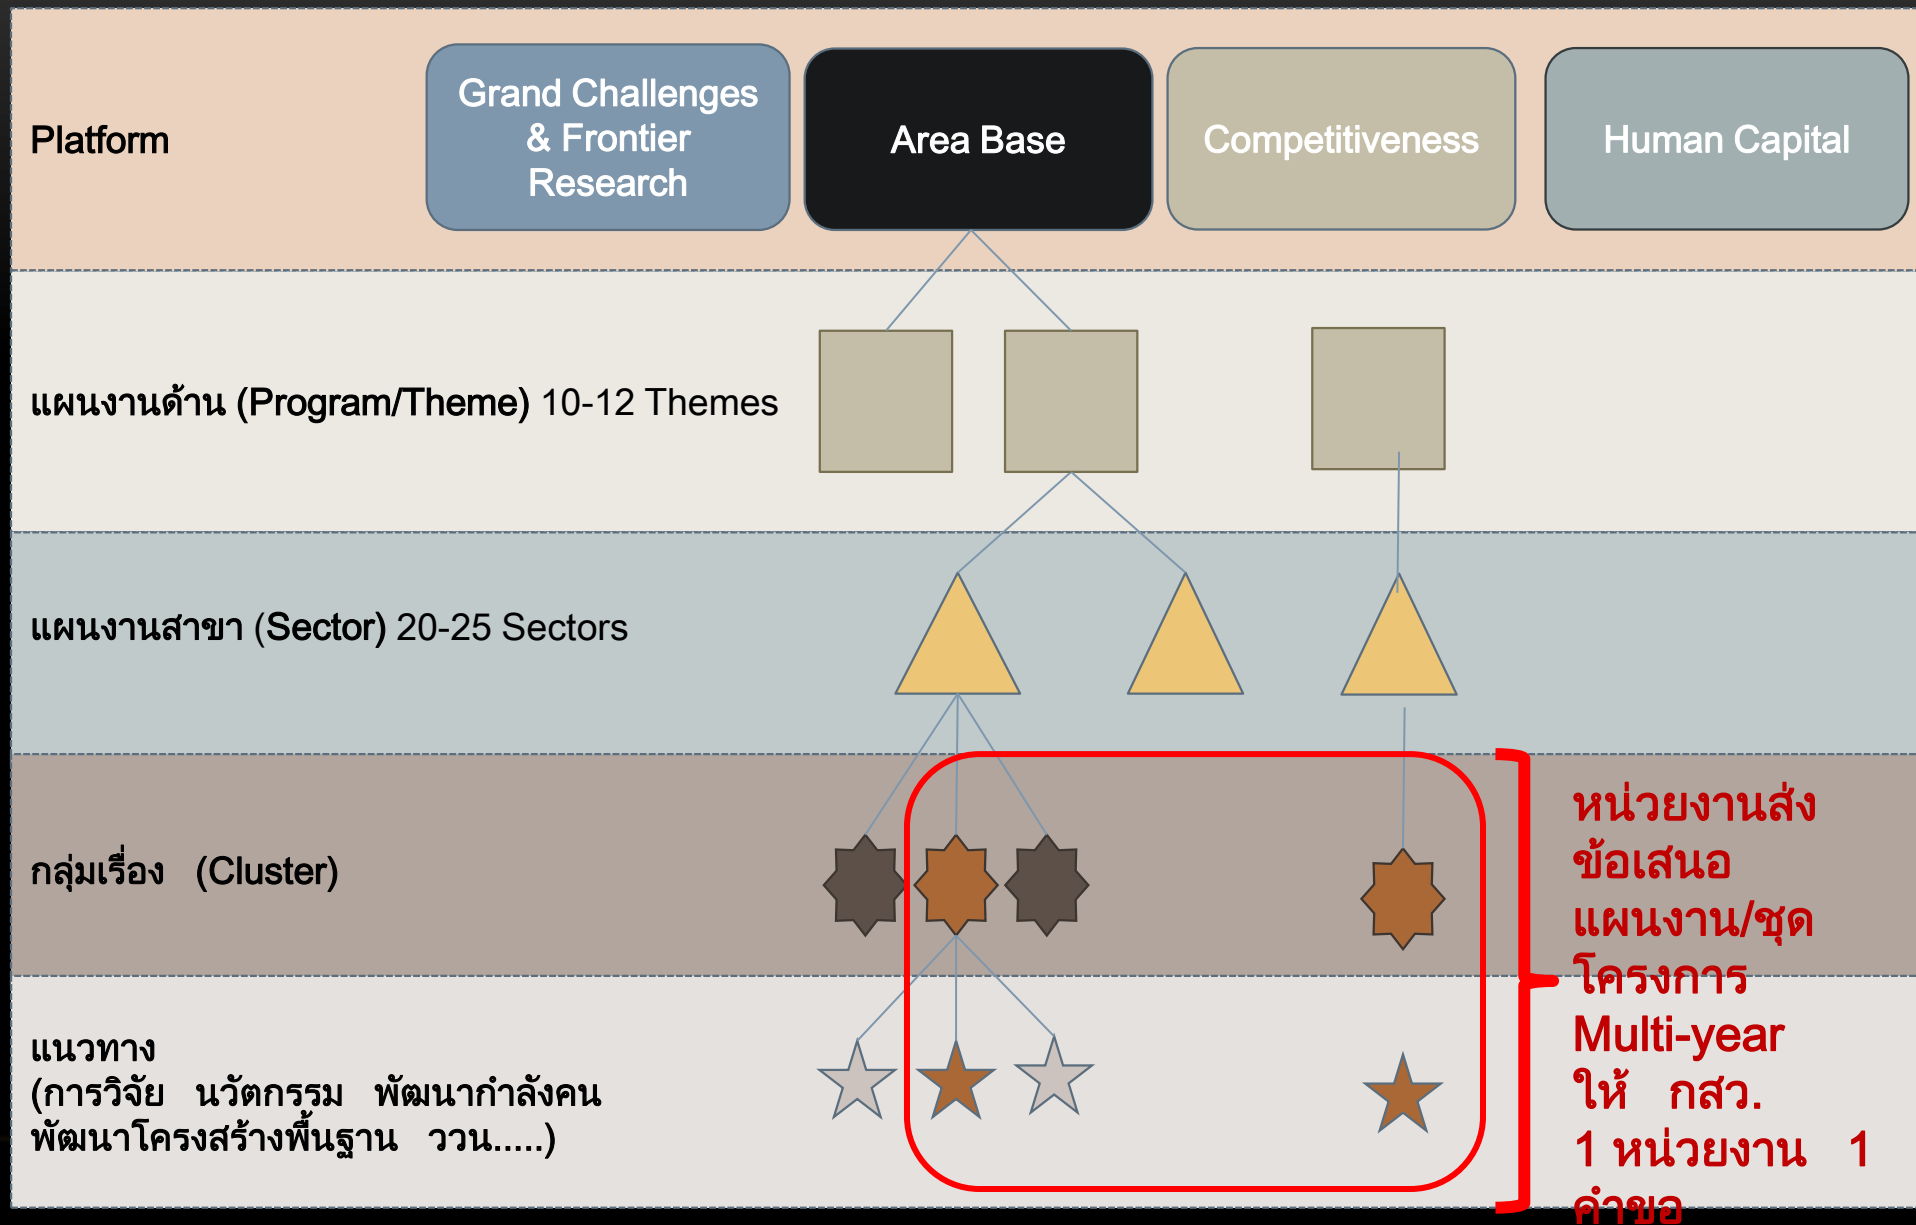 Platform
Grand Challenges
& Frontier
Research
Area Base
Competitiveness
Human Capital
แผนงานด้าน (Program/Theme) 10-12 Themes
แผนงานสาขา (Sector) 20-25 Sectors
กลุ่มเรื่อง (Cluster)
แนวทาง
(การวิจัย นวัตกรรม พัฒนากำลังคน
พัฒนาโครงสร้างพื้นฐาน ววน.....)
หน่วยงานส่ง
ข้อเสนอ
แผนงาน/ชุด
โครงการ
Multi-year
ให้ กสว.
1 หน่วยงาน 1
คำขอ